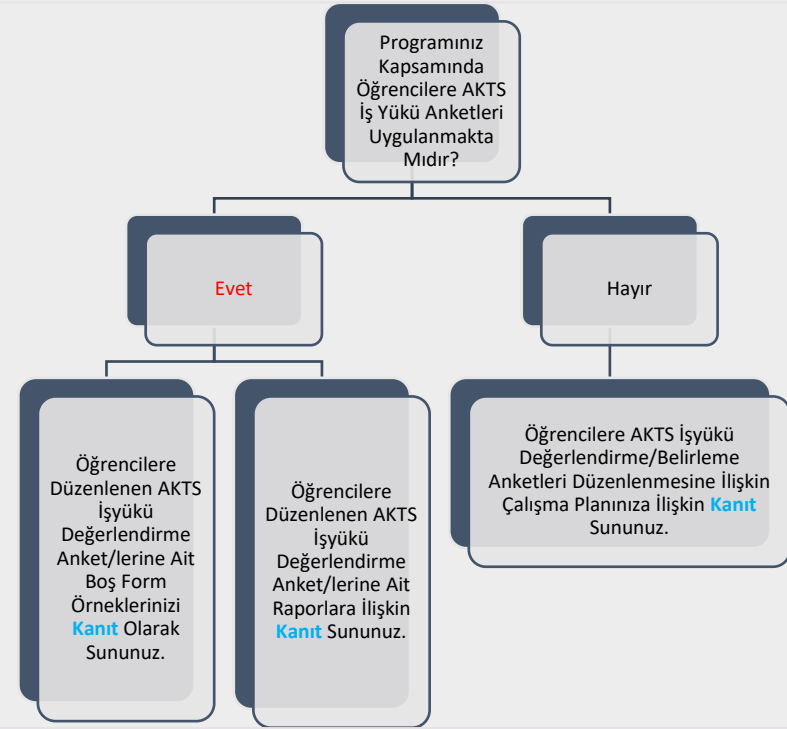 Programınız
Kapsamında
Öğrencilere AKTS
İş Yükü Anketleri
Uygulanmakta
Mıdır?
Evet
Hayır
Öğrencilere
Düzenlenen AKTS
İşyükü
Değerlendirme
Anket/lerine Ait
Boş Form
Örneklerinizi
Kanıt Olarak
Sununuz.
Öğrencilere
Düzenlenen AKTS
İşyükü
Değerlendirme
Anket/lerine Ait
Raporlara İlişkin
Kanıt Sununuz.
Öğrencilere AKTS İşyükü
Değerlendirme/Belirleme
Anketleri Düzenlenmesine İlişkin
Çalışma Planınıza İlişkin Kanıt
Sununuz.